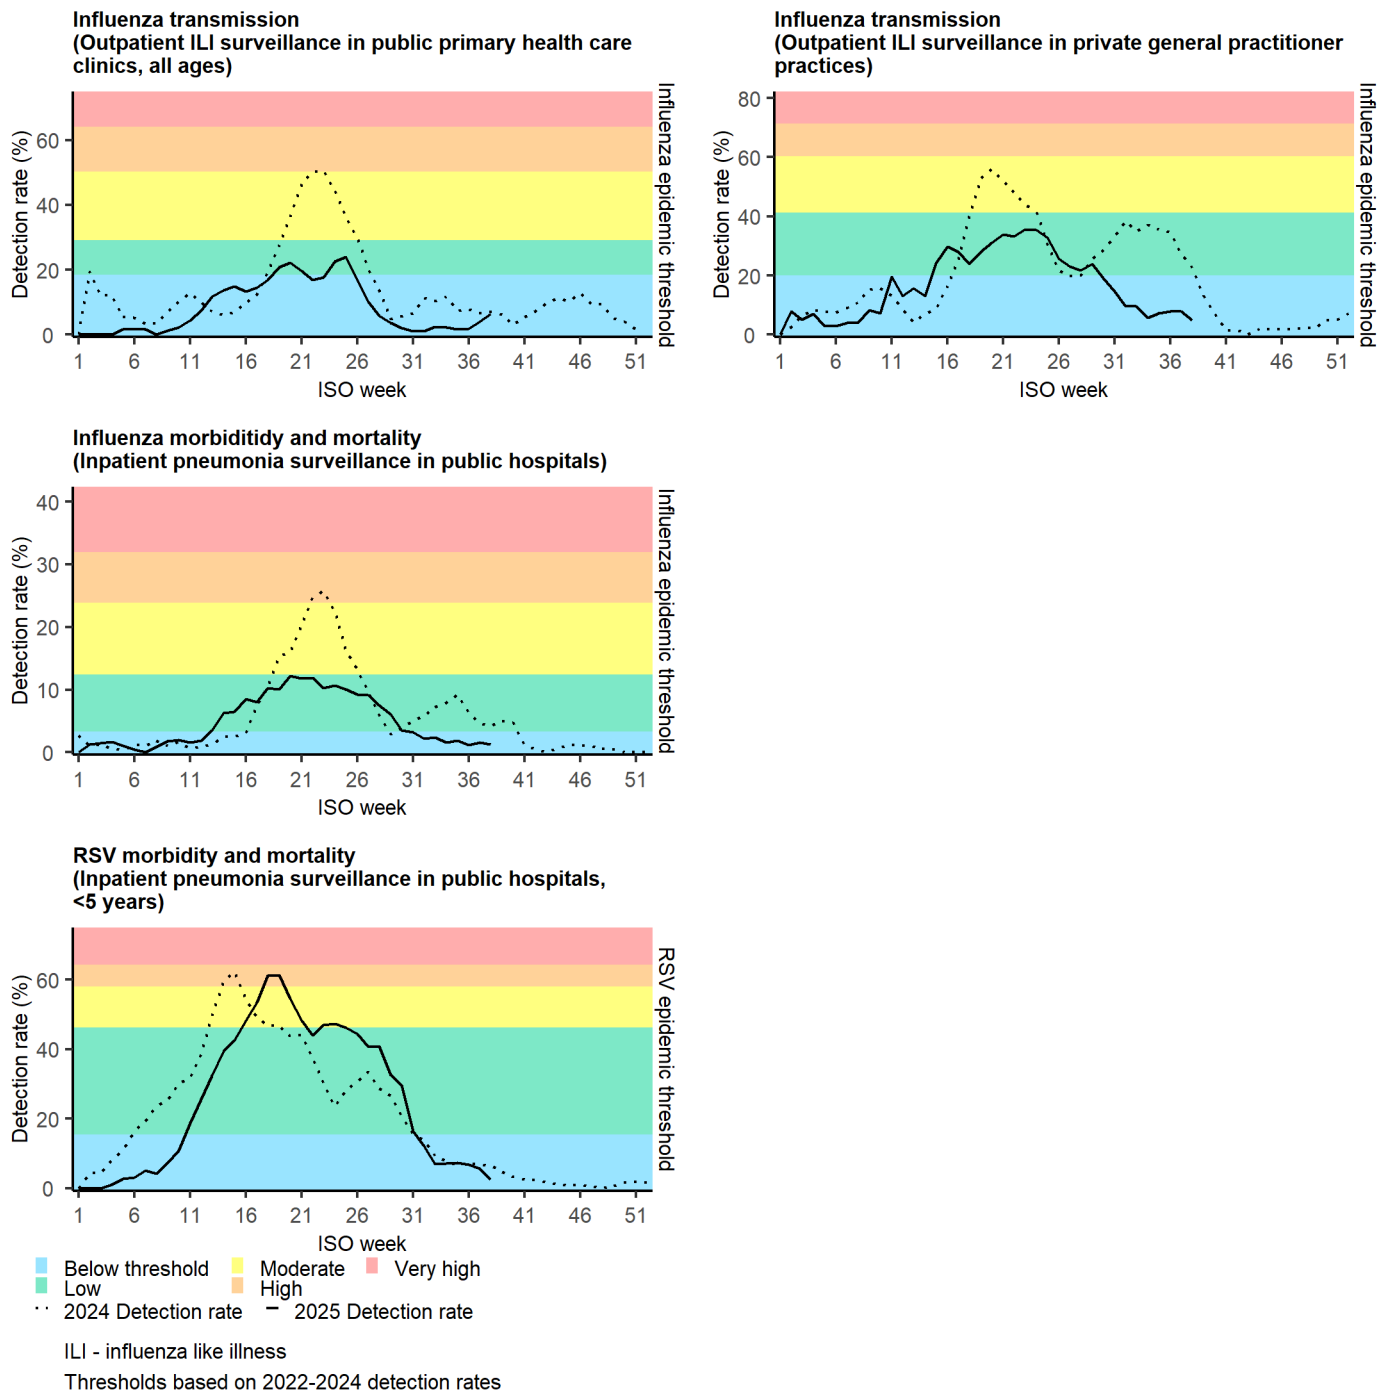 Influenza transmission
(Outpatient ILI surveillance in public primary health care
clinics, all ages)
Detection rate (%)
60
40
20
0
1 6 11 16 21 26 31 36 41 46 51
ISO week
Influenza epidemic threshold
Influenza transmission
(Outpatient ILI surveillance in private general practitioner
practices)
Detection rate (%)
80
60
40
20
0
1 6 11 16 21 26 31 36 41 46 51
ISO week
Influenza epidemic threshold
Influenza morbiditidy and mortality
(Inpatient pneumonia surveillance in public hospitals)
Detection rate (%)
40
30
20
10
0
1 6 11 16 21 26 31 36 41 46 51
ISO week
Influenza epidemic threshold
RSV morbidity and mortality
(Inpatient pneumonia surveillance in public hospitals,
<5 years)
Detection rate (%)
60
40
20
0
1 6 11 16 21 26 31 36 41 46 51
ISO week
RSV epidemic threshold
Below threshold Moderate Very high
Low High
2024 Detection rate 2025 Detection rate
ILI - influenza like illness
Thresholds based on 2022-2024 detection rates